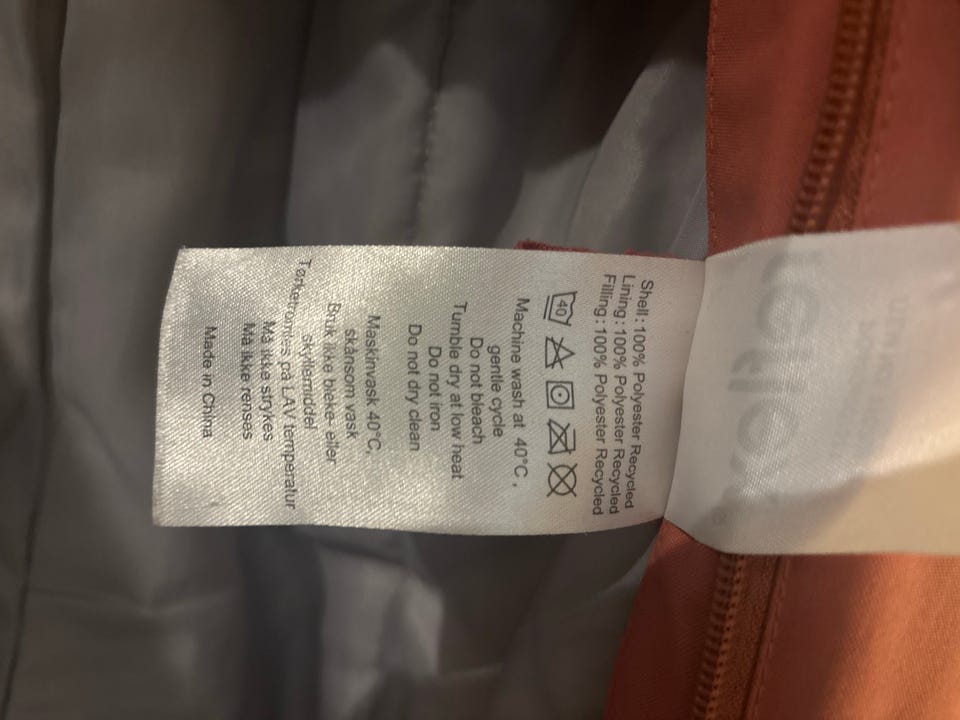 Shell : 100% Polyester Recycled
Lining : 100% Polyester Recycled
Filling : 100% Polyester Recycled
40
Machine wash at 40°C ,
gentle cycle
Do not bleach
Tumble dry at low heat
Do not iron
Do not dry clean
Maskinvask 40°C,
skånsom vask
Bruk ikke bleke- eller
skyllemiddel
Tørketromles på LAV temperatur
Må ikke strykes
Må ikke renses
Made in China